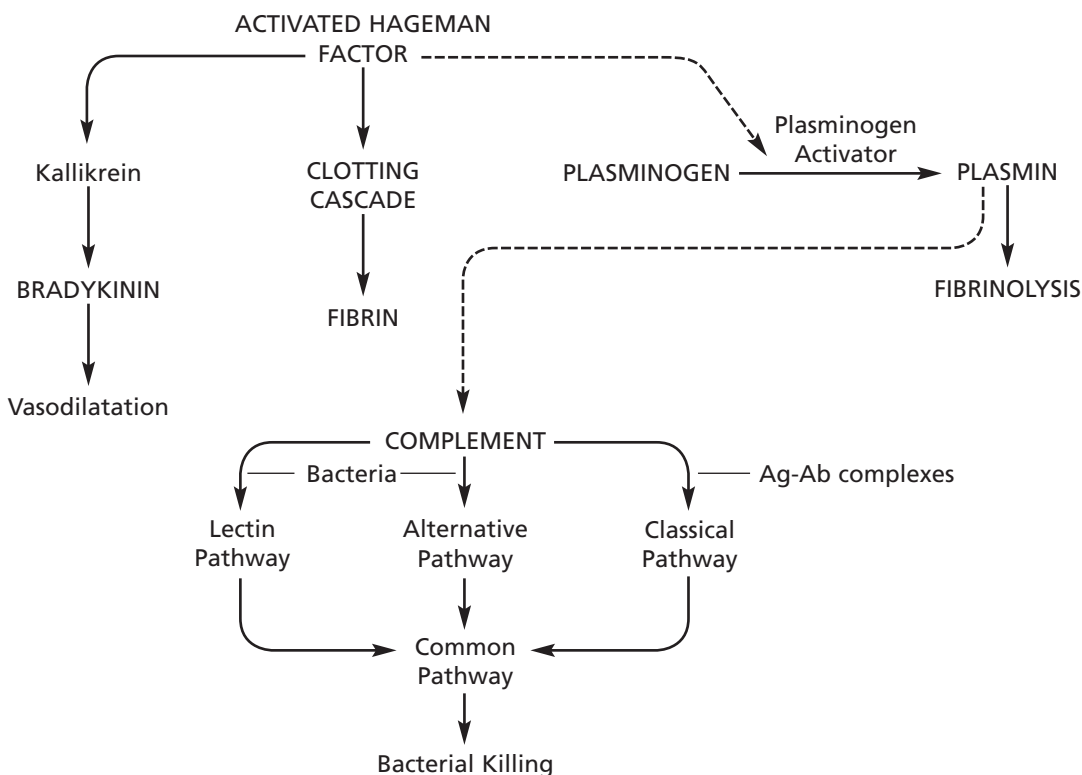 ACTIVATED HAGEMAN
FACTOR
Plasminogen
Activator
Kallikrein
CLOTTING
CASCADE
PLASMINOGEN
PLASMIN
BRADYKININ
FIBRIN
FIBRINOLYSIS
Vasodilatation
COMPLEMENT
Bacteria
Ag-Ab complexes
Lectin
Pathway
Alternative
Pathway
Classical
Pathway
Common
Pathway
Bacterial Killing